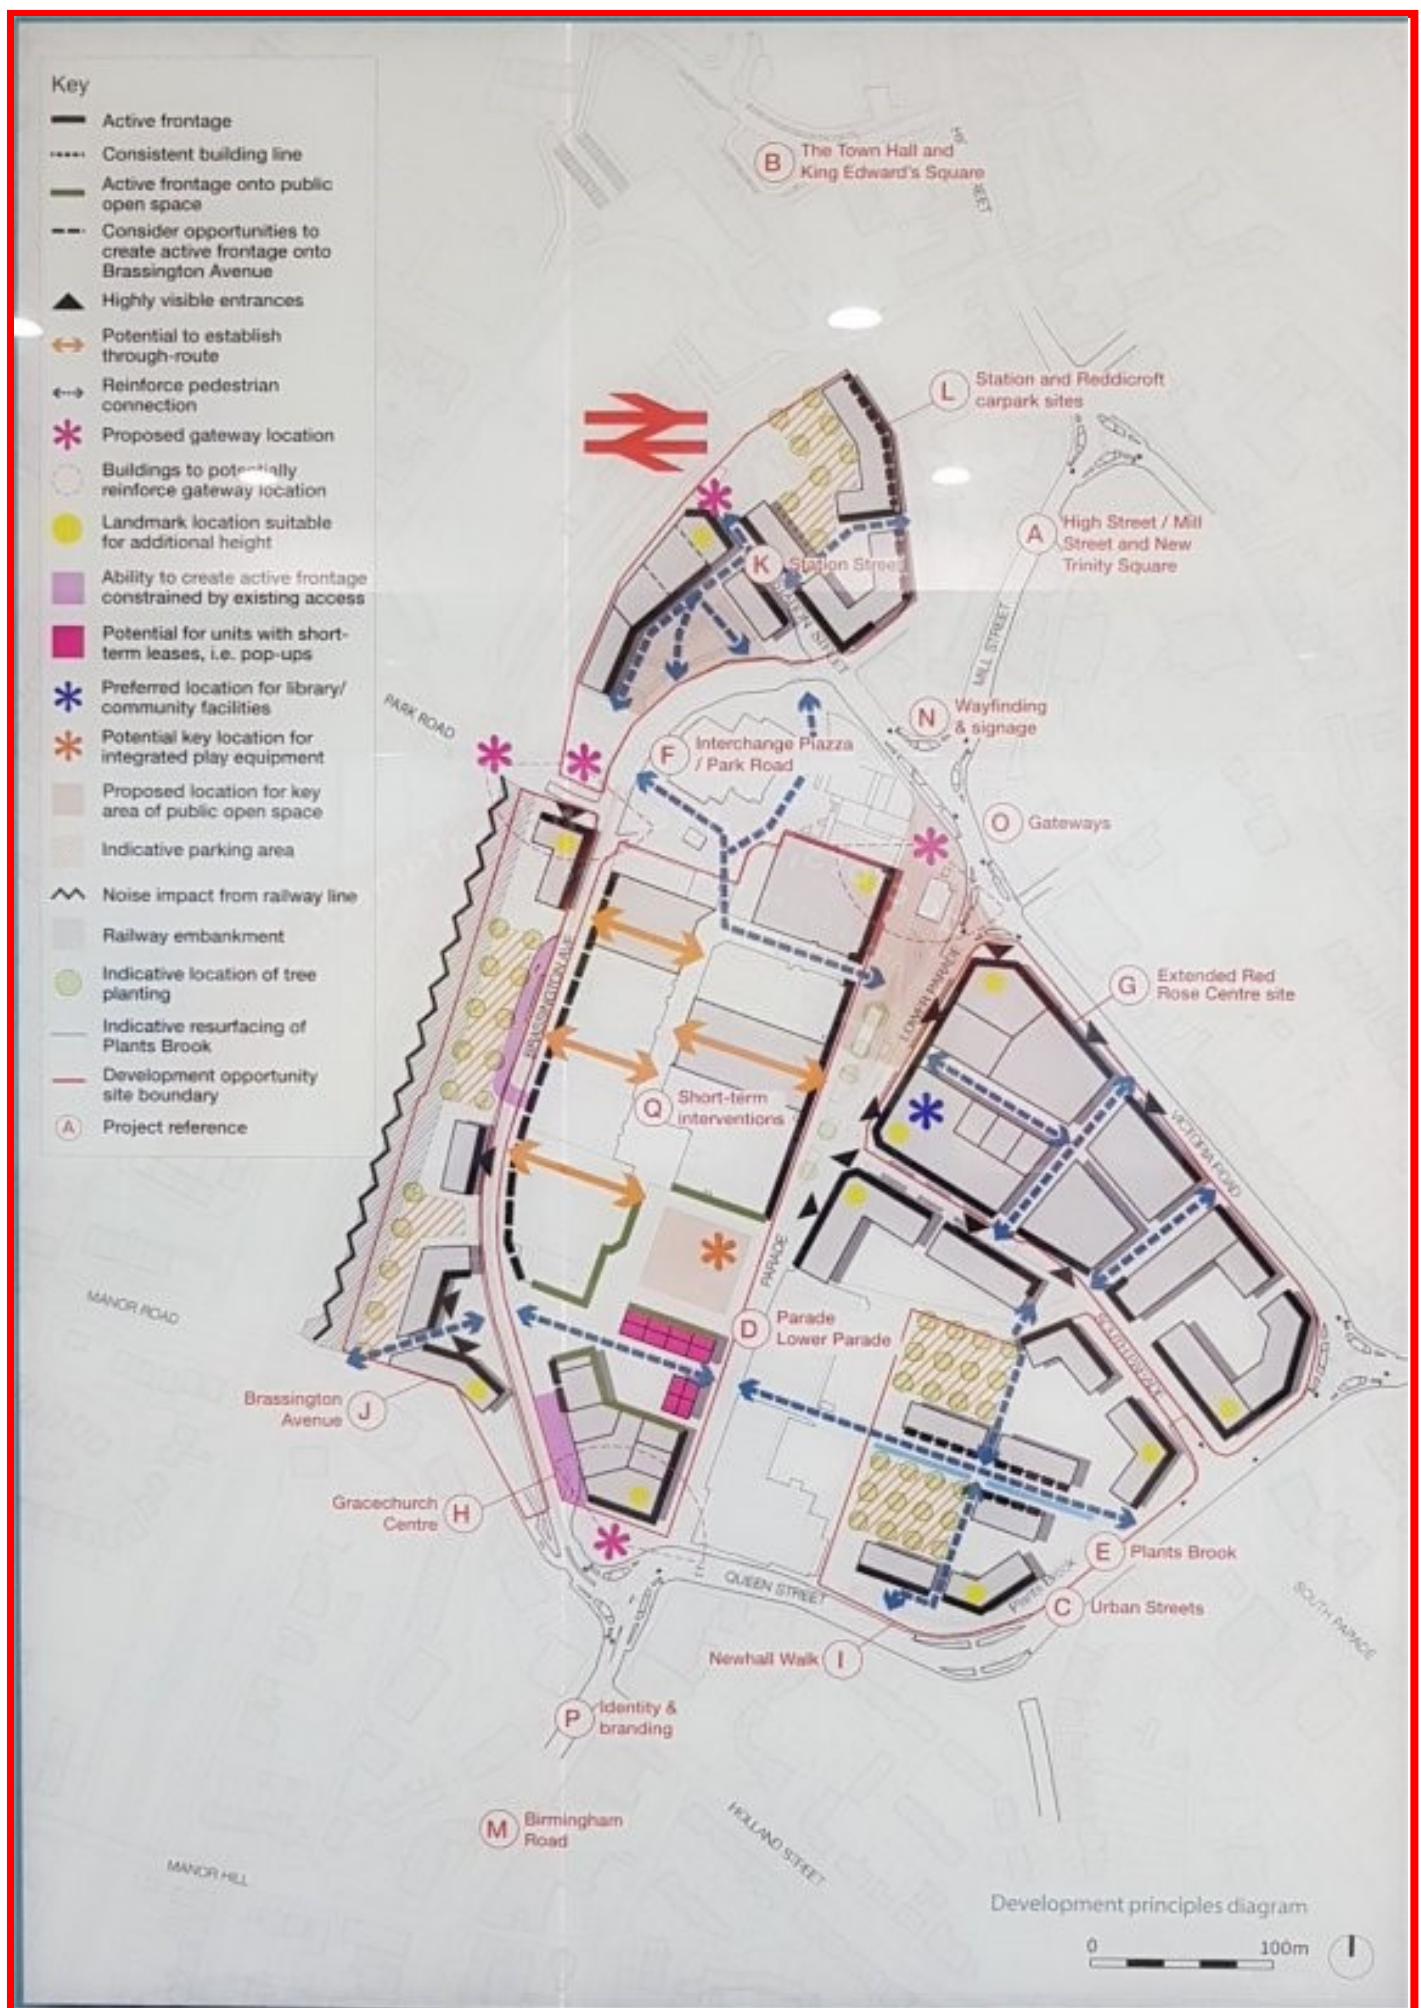 Key
Active frontage
Consistent building line
Active frontage onto public
open space
Consider opportunities to
create active frontage onto
Brassington Avenue
Highly visible entrances
Potential to establish
through-route
Reinforce pedestrian
connection
Proposed gateway location
Buildings to potentially
reinforce gateway location
Landmark location suitable
for additional height
Ability to create active frontage
constrained by existing access
Potential for units with short-
term leases, i.e. pop-ups
Preferred location for library/
community facilities
Potential key location for
integrated play equipment
Proposed location for key
area of public open space
Indicative parking area
Noise impact from railway line
Railway embankment
Indicative location of tree
planting
Indicative resurfacing of
Plants Brook
Development opportunity
site boundary
A Project reference
B The Town Hall and
King Edward's Square
L Station and Reddicroft
carpark sites
A High Street / Mill
Street and New
Trinity Square
K Station Street
STATION STREET
MILL STREET
PARK ROAD
N Wayfinding
& signage
F Interchange Piazza
/ Park Road
O Gateways
BRASSINGTON AVE
LOWER PARADE
G Extended Red
Rose Centre site
Q Short-term
interventions
VICTORIA ROAD
PARADE
MANOR ROAD
D Parade
Lower Parade
Brassington
Avenue J
Gracechurch
Centre H
E Plants Brook
Plants Brook
C Urban Streets
QUEEN STREET
SOUTH PARADE
Newhall Walk I
P Identity &
branding
M Birmingham
Road
HOLLAND STREET
MANOR HILL
Development principles diagram
0 100m